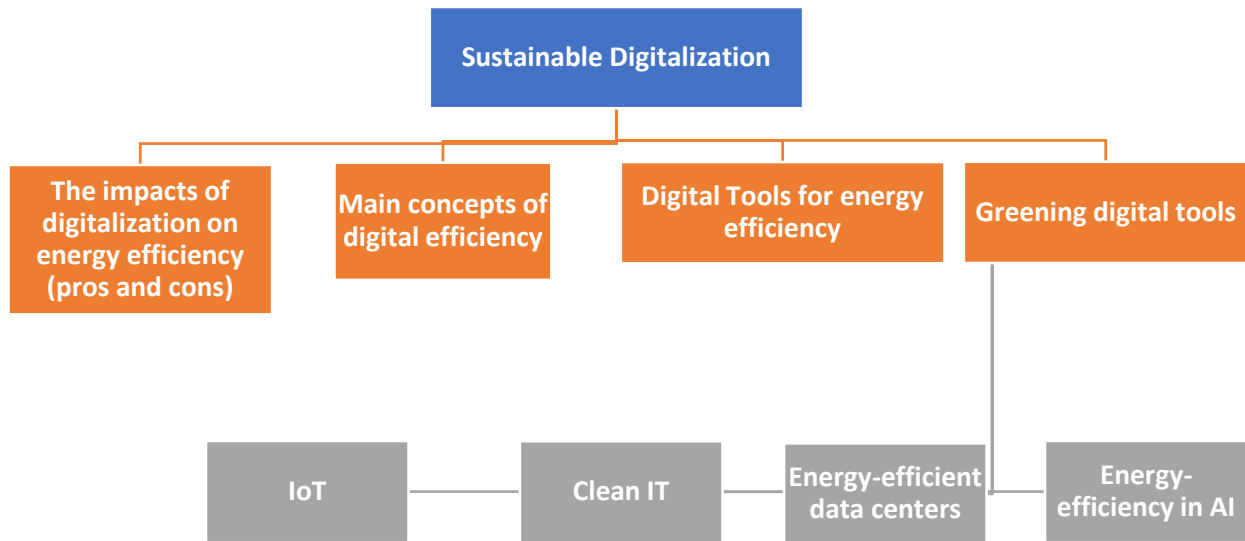 Sustainable Digitalization
The impacts of
digitalization on
energy efficiency
(pros and cons)
Main concepts of
digital efficiency
Digital Tools for energy
efficiency
Greening digital tools
IoT
Clean IT
Energy-efficient
data centers
Energy-
efficiency in AI